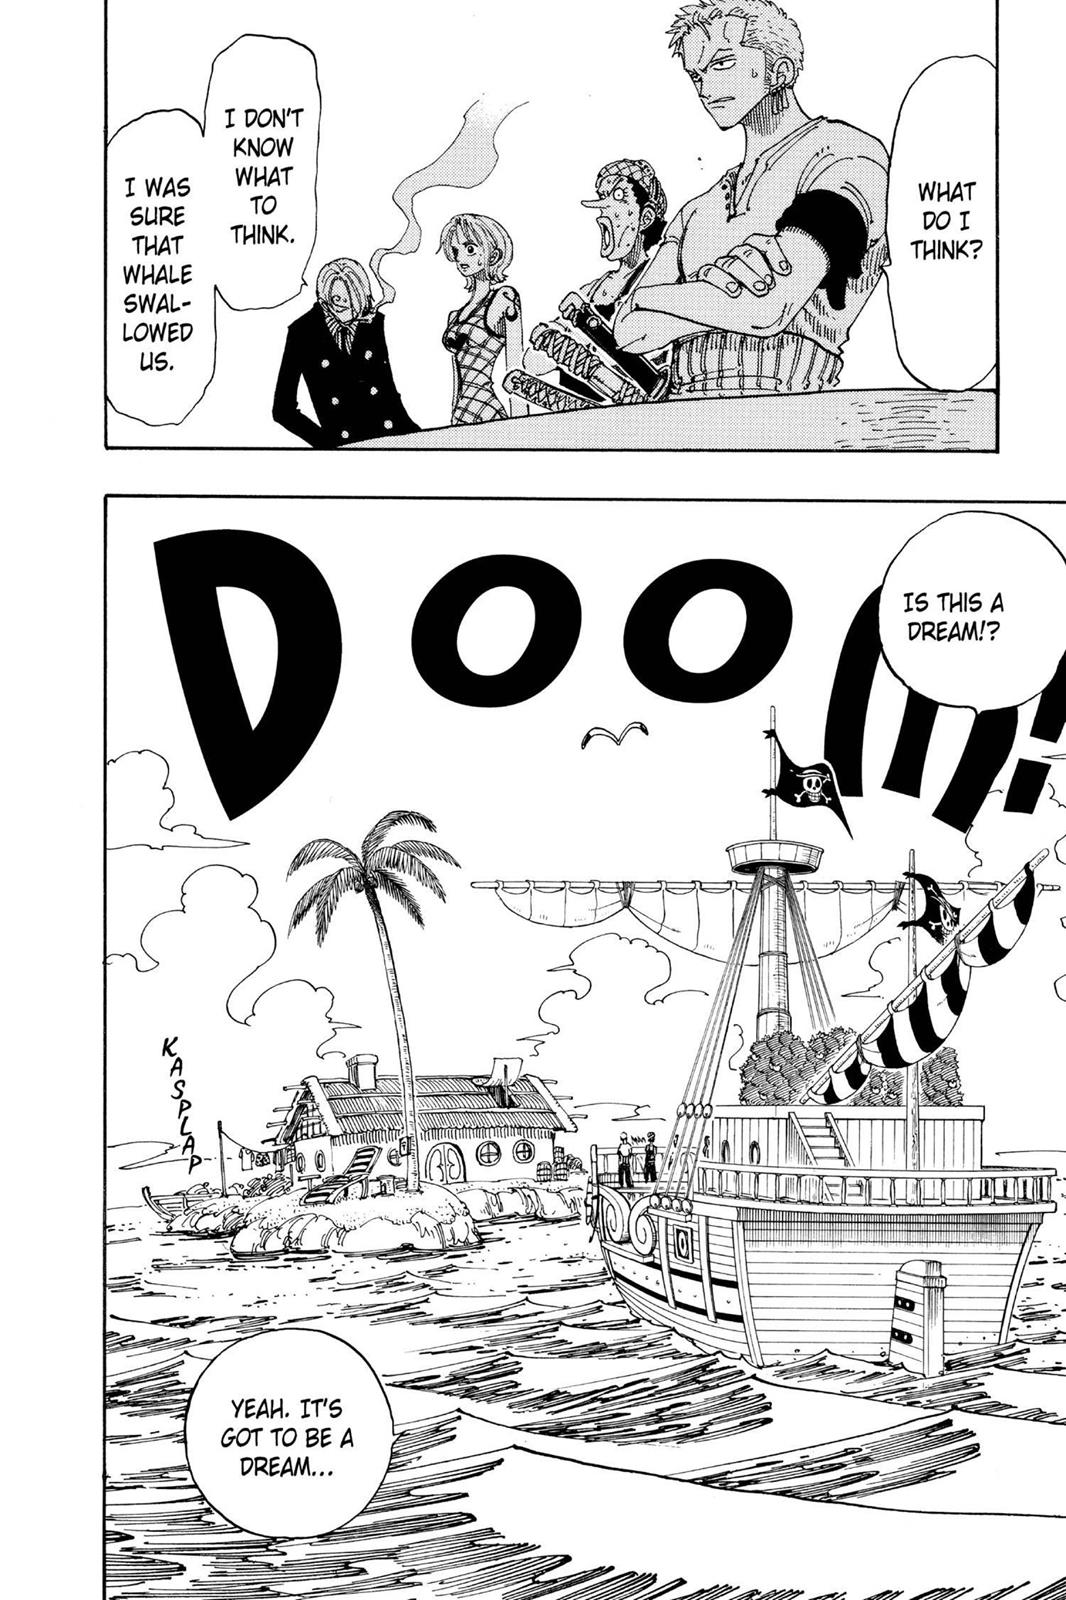 WHAT
DO I
THINK?
I DON'T
KNOW
WHAT
TO
THINK.
I WAS
SURE
THAT
WHALE
SWAL-
LOWED
US.
IS THIS A
DREAM!?
DOOM!
KASPLAP
YEAH. IT'S
GOT TO BE A
DREAM...